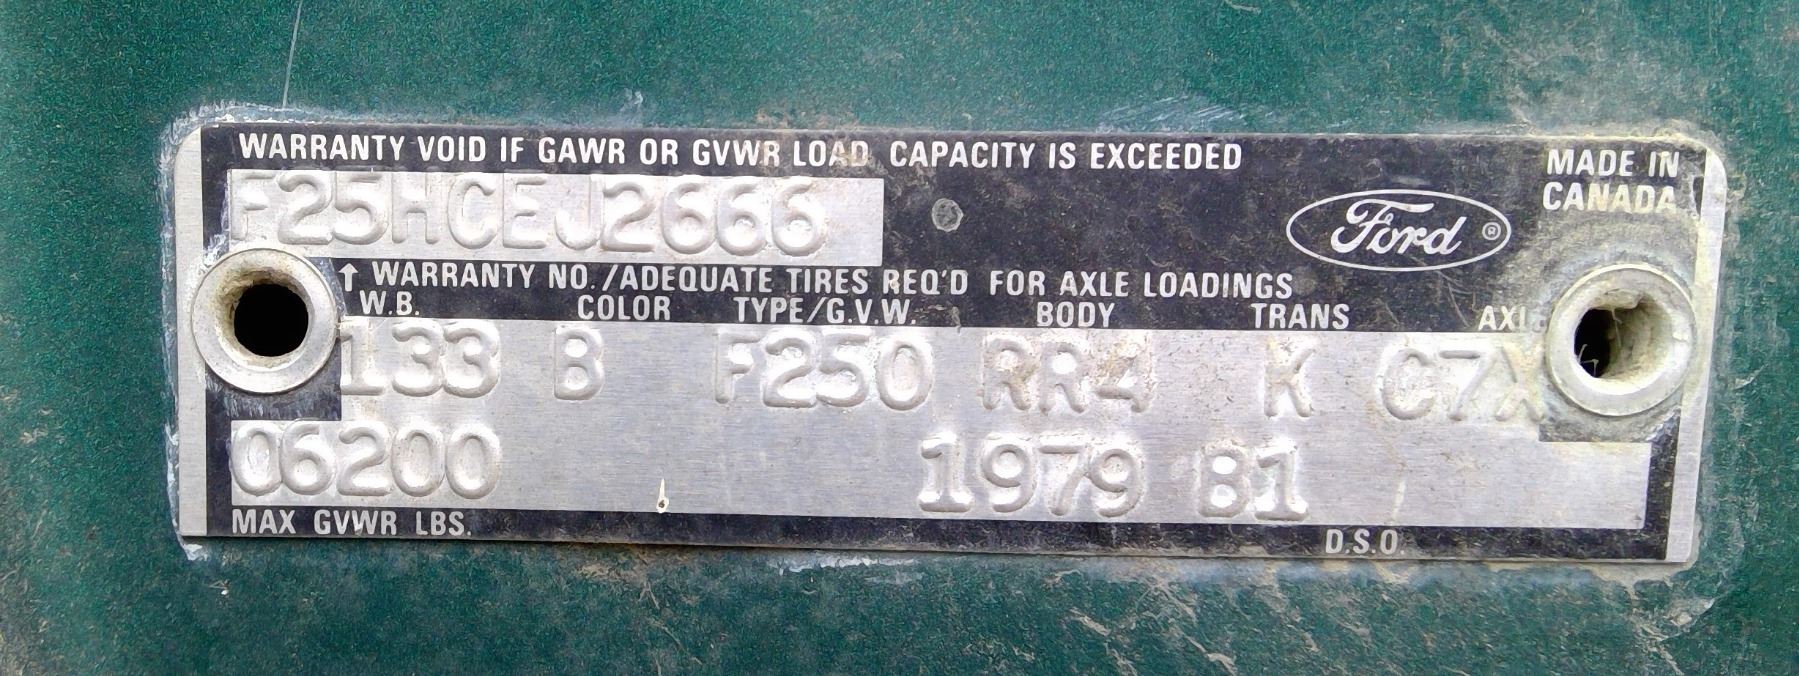 WARRANTY VOID IF GAWR OR GVWR LOAD CAPACITY IS EXCEEDED
MADE IN
CANADA
F25HCEJ2666
Ford ®
↑ WARRANTY NO./ADEQUATE TIRES REQ'D FOR AXLE LOADINGS
W.B. COLOR TYPE/G.V.W. BODY TRANS
133 B F250 RR4 K C7X
06200 1979 B1
MAX GVWR LBS. D.S.O.